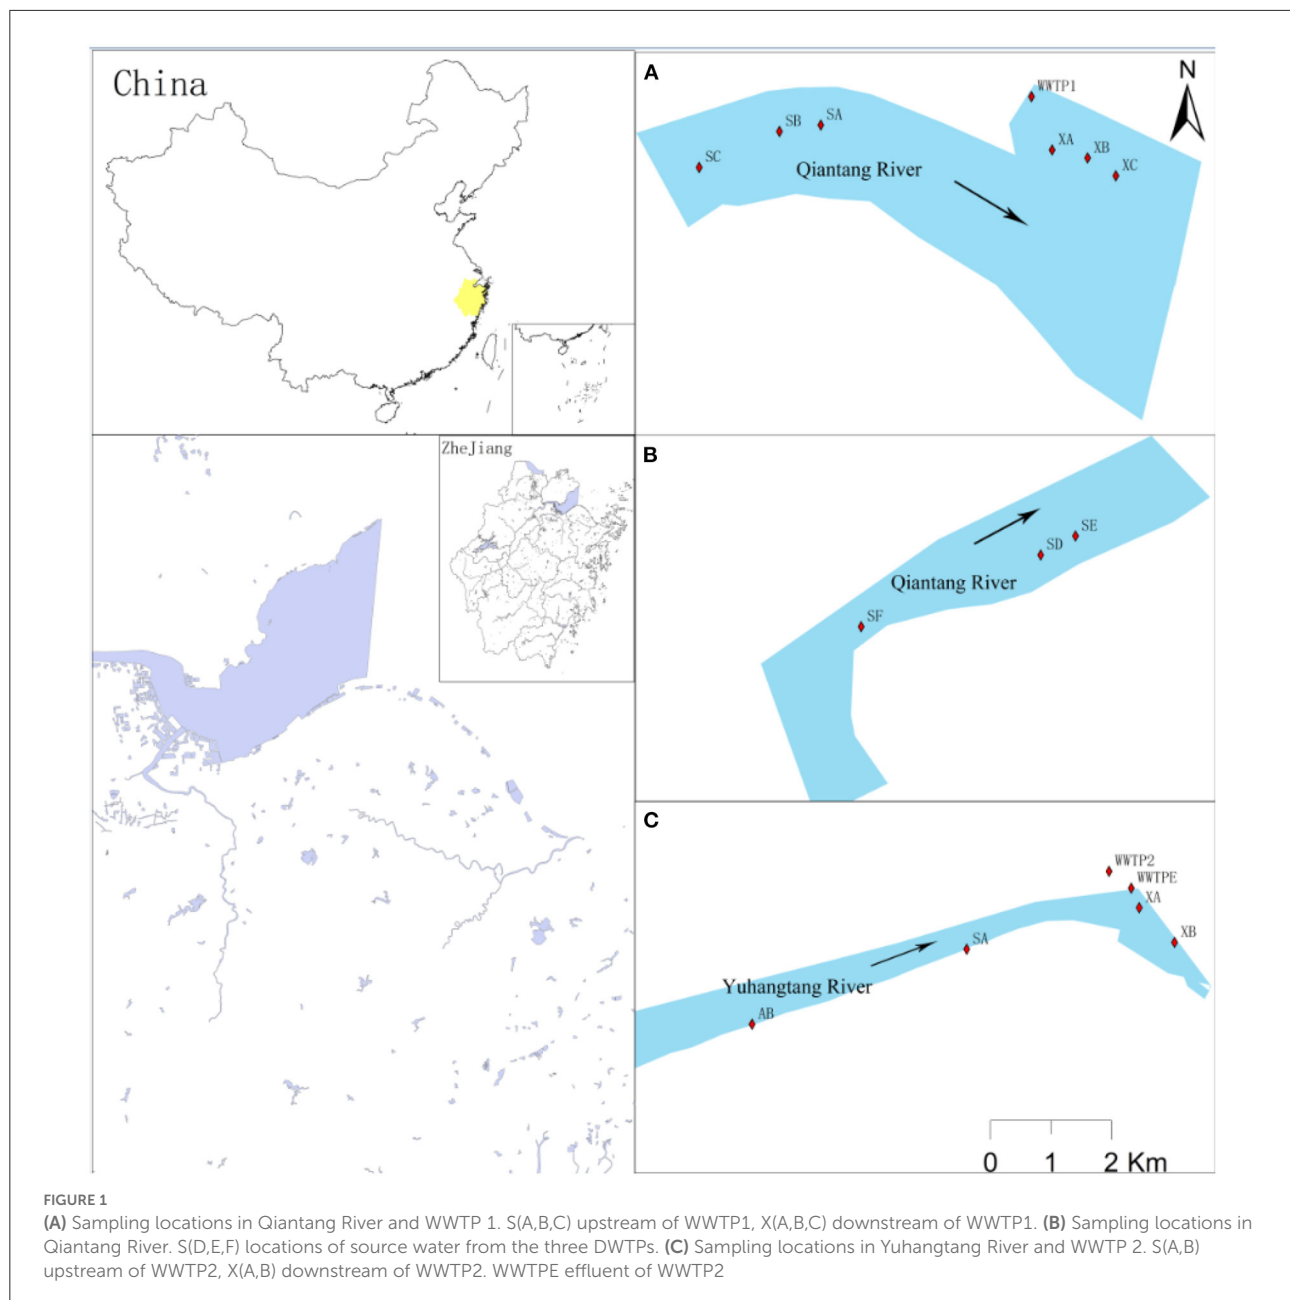 China
ZheJiang
A
N
WWTP1
SB
SA
SC
XA
XB
XC
Qiantang River
B
SE
SD
Qiantang River
SF
C
WWTP2
WWTPE
XA
SA
XB
Yuhangtang River
AB
0 1 2 Km
FIGURE 1
(A) Sampling locations in Qiantang River and WWTP 1. S(A,B,C) upstream of WWTP1, X(A,B,C) downstream of WWTP1. (B) Sampling locations in
Qiantang River. S(D,E,F) locations of source water from the three DWTPs. (C) Sampling locations in Yuhangtang River and WWTP 2. S(A,B)
upstream of WWTP2, X(A,B) downstream of WWTP2. WWTPE effluent of WWTP2